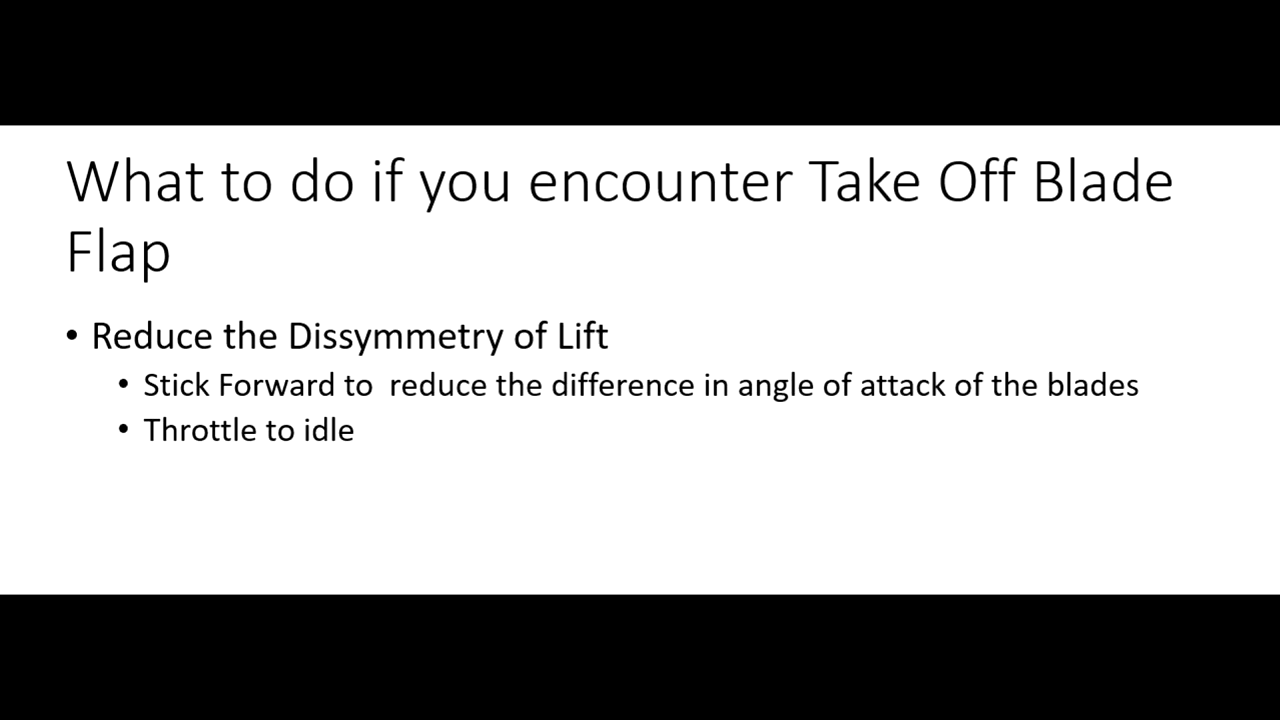 What to do if you encounter Take Off Blade
Flap
• Reduce the Dissymmetry of Lift
• Stick Forward to  reduce the difference in angle of attack of the blades
• Throttle to idle